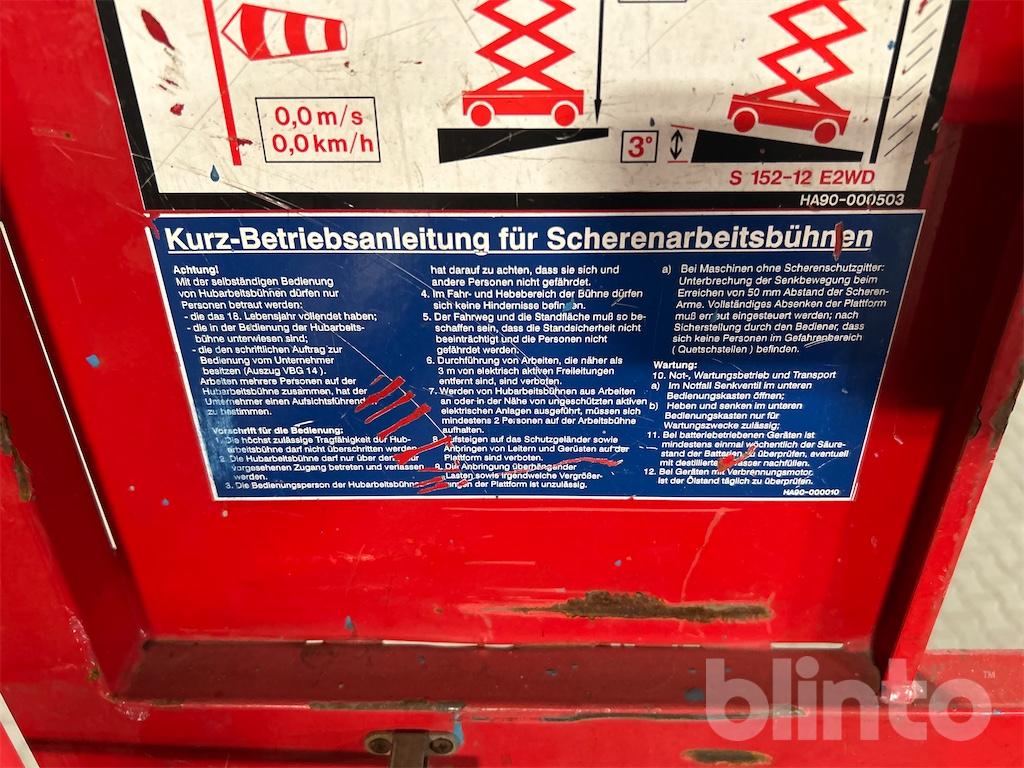 0,0 m/s
0,0 km/h
3°
S 152-12 E2WD
HA90-000503
Kurz-Betriebsanleitung für Scherenarbeitsbühnen
Achtung!
Mit der selbständigen Bedienung
von Hubarbeitsbühnen dürfen nur
Personen betraut werden:
- die das 18. Lebensjahr vollendet haben;
- die in der Bedienung der Hubarbeits-
bühne unterwiesen sind;
- die den schriftlichen Auftrag zur
Bedienung vom Unternehmer
besitzen (Auszug VBG 14 ).
Arbeiten mehrere Personen auf der
Hubarbeitsbühne zusammen, hat der
Unternehmer einen Aufsichtsführenden
zu bestimmen.
Vorschrift für die Bedienung:
1. Die höchst zulässige Tragfähigkeit der Hub-
arbeitsbühne darf nicht überschritten werden.
2. Die Hubarbeitsbühne darf nur über den
vorgesehenen Zugang betreten und verlassen
werden.
3. Die Bedienungsperson der Hubarbeitsbühne
hat darauf zu achten, dass sie sich und
andere Personen nicht gefährdet.
4. Im Fahr- und Hebebereich der Bühne dürfen
sich keine Hindernisse befinden.
5. Der Fahrweg und die Standfläche muß so be-
schaffen sein, dass die Standsicherheit nicht
beeinträchtigt und die Personen nicht
gefährdet werden.
6. Durchführung von Arbeiten, die näher als
3 m von elektrisch aktiven Freileitungen
entfernt sind, sind verboten.
7. Werden von Hubarbeitsbühnen aus Arbeiten
an oder in der Nähe von ungeschützten aktiven
elektrischen Anlagen ausgeführt, müssen sich
mindestens 2 Personen auf der Arbeitsbühne
aufhalten.
8. Aufsteigen auf das Schutzgeländer sowie
Anbringen von Leitern und Gerüsten auf der
Plattform sind verboten.
9. Die Anbringung überhängender
Lasten sowie irgendwelche Vergrößer-
ungen der Plattform ist unzulässig.
a) Bei Maschinen ohne Scherenschutzgitter:
Unterbrechung der Senkbewegung beim
Erreichen von 50 mm Abstand der Scheren-
Arme. Vollständiges Absenken der Plattform
muß erneut eingesteuert werden; nach
Sicherstellung durch den Bediener, dass
sich keine Personen im Gefahrenbereich
( Quetschstellen ) befinden.
Wartung:
10. Not-, Wartungsbetrieb und Transport
a) Im Notfall Senkventil im unteren
Bedienungskasten öffnen;
b) Heben und senken im unteren
Bedienungskasten nur für
Wartungszwecke zulässig;
11. Bei batteriebetriebenen Geräten ist
mindestens einmal wöchentlich der Säure-
stand der Batterien zu überprüfen, eventuell
mit destilliertem Wasser nachfüllen.
12. Bei Geräten mit Verbrennungsmotor,
ist der Ölstand täglich zu überprüfen.
HA90-000010
blinto™